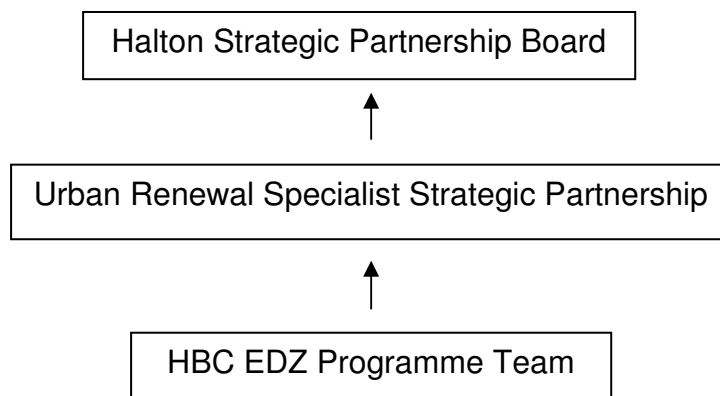 Halton Strategic Partnership Board
Urban Renewal Specialist Strategic Partnership
HBC EDZ Programme Team